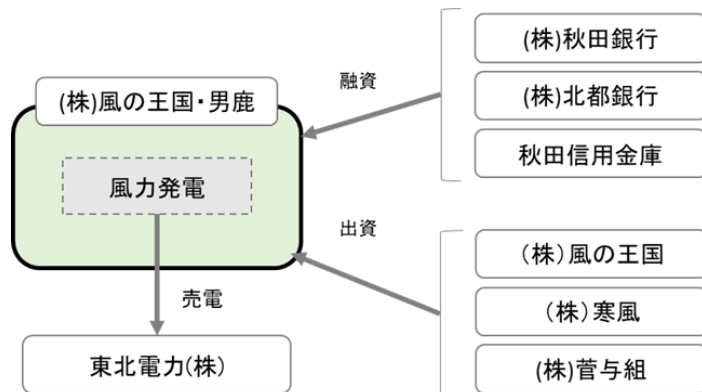 (株)風の王国・男鹿
風力発電
売電
東北電力(株)
融資
(株)秋田銀行
(株)北都銀行
秋田信用金庫
出資
（株）風の王国
（株）寒風
(株)菅与組